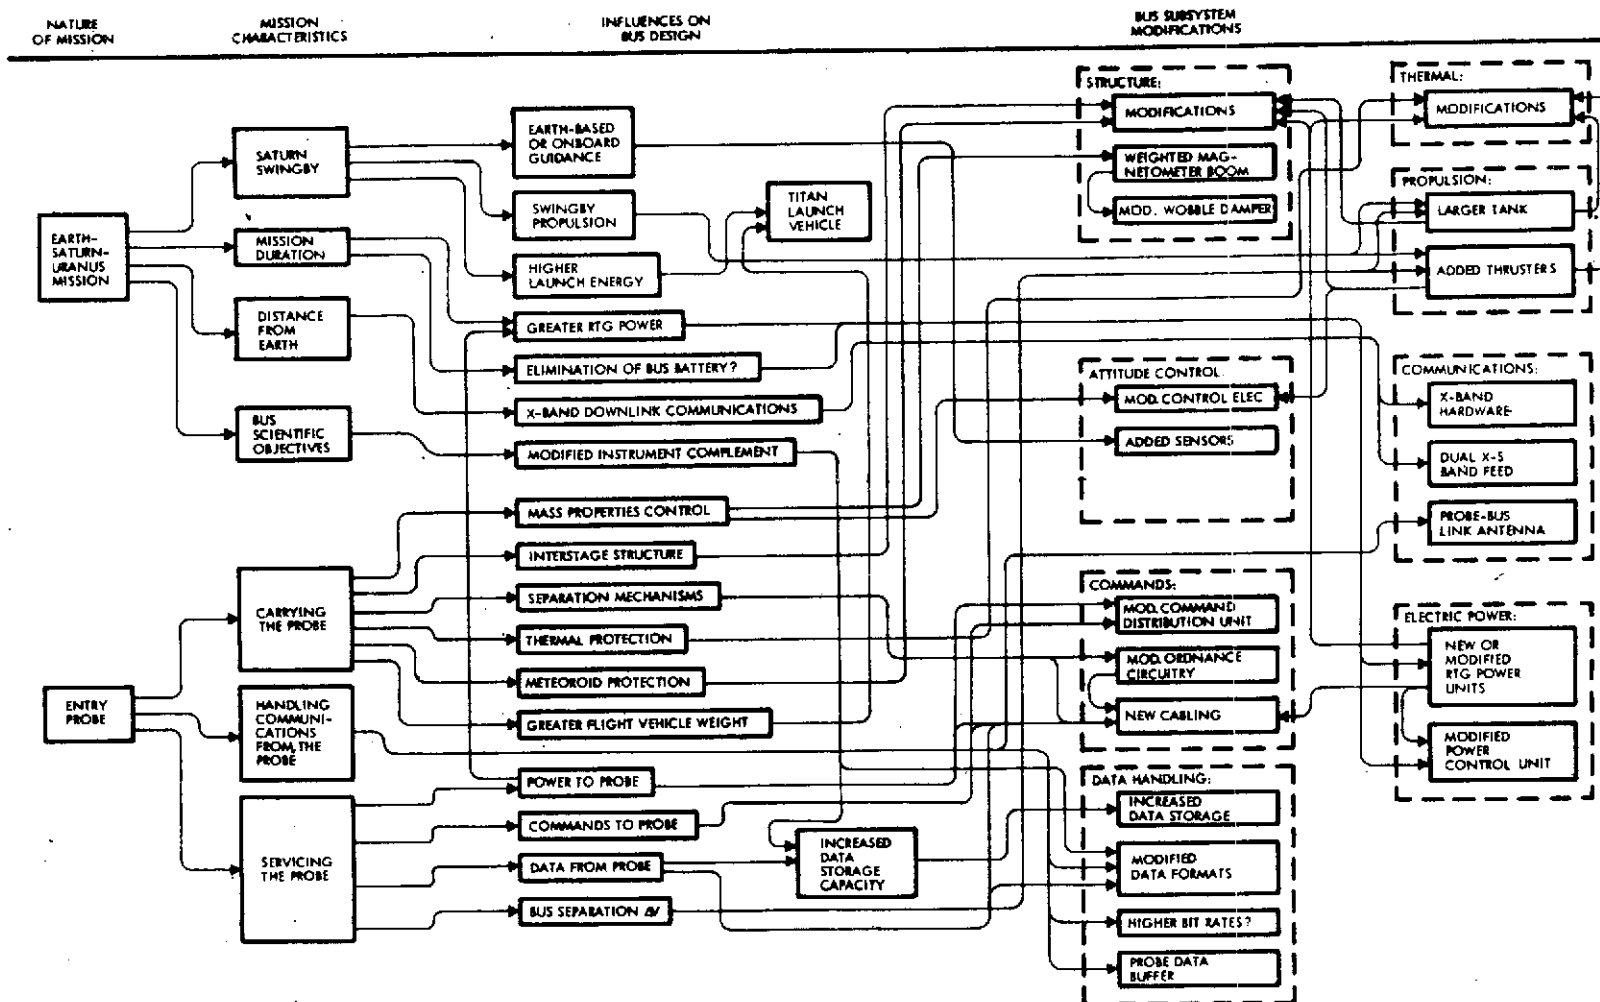 NATURE
OF MISSION
MISSION
CHARACTERISTICS
INFLUENCES ON
BUS DESIGN
BUS SUBSYSTEM
MODIFICATIONS
EARTH-
SATURN-
URANUS
MISSION
ENTRY
PROBE
SATURN
SWINGBY
MISSION
DURATION
DISTANCE
FROM
EARTH
BUS
SCIENTIFIC
OBJECTIVES
CARRYING
THE PROBE
HANDLING
COMMUNI-
CATIONS
FROM THE
PROBE
SERVICING
THE PROBE
EARTH-BASED
OR ONBOARD
GUIDANCE
SWINGBY
PROPULSION
HIGHER
LAUNCH ENERGY
TITAN
LAUNCH
VEHICLE
GREATER RTG POWER
ELIMINATION OF BUS BATTERY?
X-BAND DOWNLINK COMMUNICATIONS
MODIFIED INSTRUMENT COMPLEMENT
MASS PROPERTIES CONTROL
INTERSTAGE STRUCTURE
SEPARATION MECHANISMS
THERMAL PROTECTION
METEOROID PROTECTION
GREATER FLIGHT VEHICLE WEIGHT
POWER TO PROBE
COMMANDS TO PROBE
DATA FROM PROBE
BUS SEPARATION ΔV
INCREASED
DATA
STORAGE
CAPACITY
STRUCTURE:
MODIFICATIONS
WEIGHTED MAG-
NETOMETER BOOM
MOD. WOBBLE DAMPER
ATTITUDE CONTROL:
MOD. CONTROL ELEC
ADDED SENSORS
COMMANDS:
MOD. COMMAND
DISTRIBUTION UNIT
MOD. ORDNANCE
CIRCUITRY
NEW CABLING
DATA HANDLING:
INCREASED
DATA STORAGE
MODIFIED
DATA FORMATS
HIGHER BIT RATES?
PROBE DATA
BUFFER
THERMAL:
MODIFICATIONS
PROPULSION:
LARGER TANK
ADDED THRUSTERS
COMMUNICATIONS:
X-BAND
HARDWARE
DUAL X-S
BAND FEED
PROBE-BUS
LINK ANTENNA
ELECTRIC POWER:
NEW OR
MODIFIED
RTG POWER
UNITS
MODIFIED
POWER
CONTROL UNIT